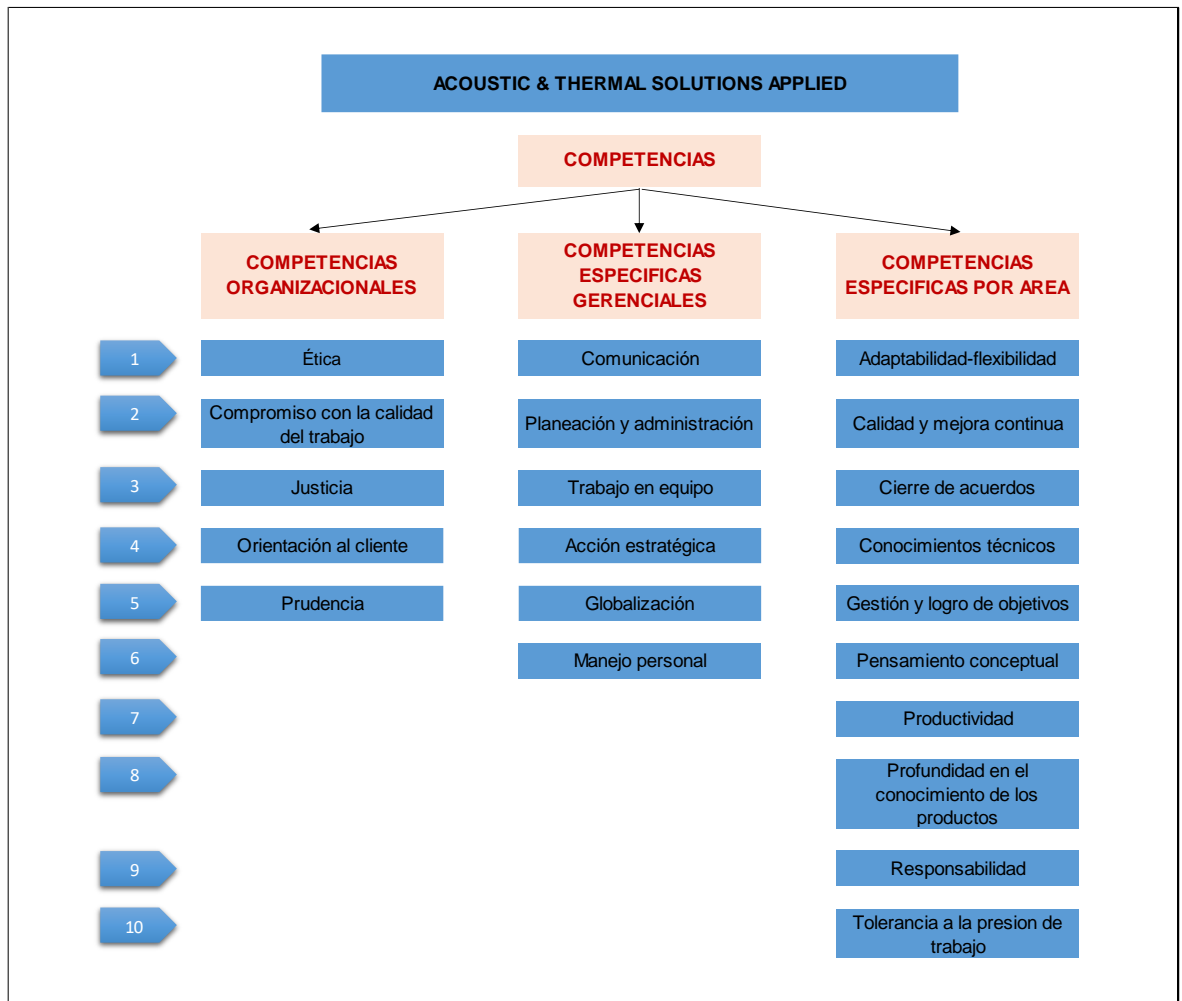 ACOUSTIC & THERMAL SOLUTIONS APPLIED
COMPETENCIAS
COMPETENCIAS
ORGANIZACIONALES
COMPETENCIAS
ESPECIFICAS
GERENCIALES
COMPETENCIAS
ESPECIFICAS POR AREA
1
Ética
Comunicación
Adaptabilidad-flexibilidad
2
Compromiso con la calidad
del trabajo
Planeación y administración
Calidad y mejora continua
3
Justicia
Trabajo en equipo
Cierre de acuerdos
4
Orientación al cliente
Acción estratégica
Conocimientos técnicos
5
Prudencia
Globalización
Gestión y logro de objetivos
6
Manejo personal
Pensamiento conceptual
7
Productividad
8
Profundidad en el
conocimiento de los
productos
9
Responsabilidad
10
Tolerancia a la presion de
trabajo